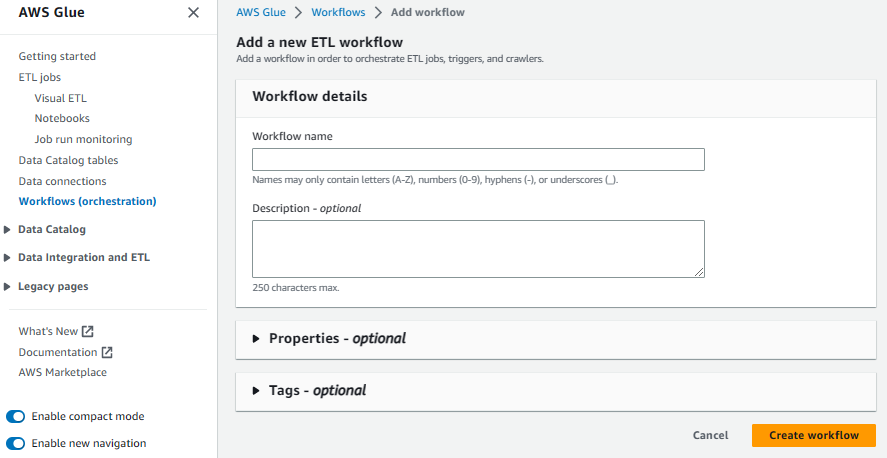 AWS Glue
Getting started
ETL jobs
Visual ETL
Notebooks
Job run monitoring
Data Catalog tables
Data connections
Workflows (orchestration)
Data Catalog
Data Integration and ETL
Legacy pages
What's New
Documentation
AWS Marketplace
Enable compact mode
Enable new navigation
AWS Glue > Workflows > Add workflow
Add a new ETL workflow
Add a workflow in order to orchestrate ETL jobs, triggers, and crawlers.
Workflow details
Workflow name
Names may only contain letters (A-Z), numbers (0-9), hyphens (-), or underscores (_).
Description - optional
250 characters max.
Properties - optional
Tags - optional
Cancel
Create workflow